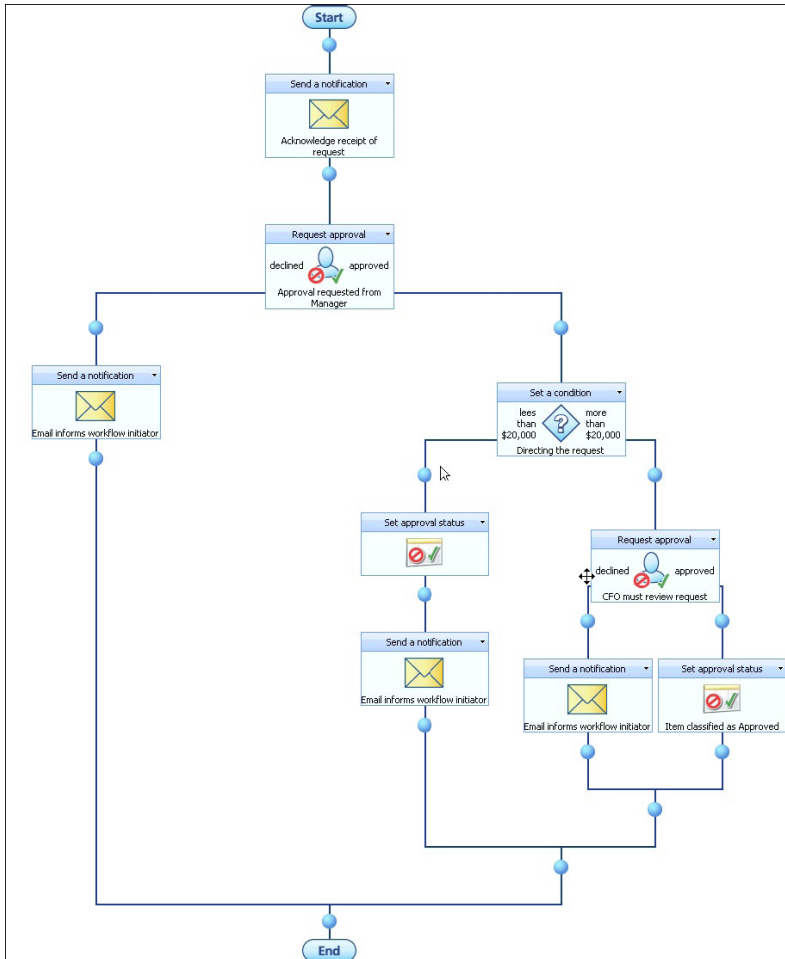 Start
Send a notification
Acknowledge receipt of
request
Request approval
declined approved
Approval requested from
Manager
Send a notification
Email informs workflow initiator
Set a condition
lees
than
$20,000
more
than
$20,000
Directing the request
Set approval status
Send a notification
Email informs workflow initiator
Request approval
declined approved
CFO must review request
Send a notification
Email informs workflow initiator
Set approval status
Item classified as Approved
End